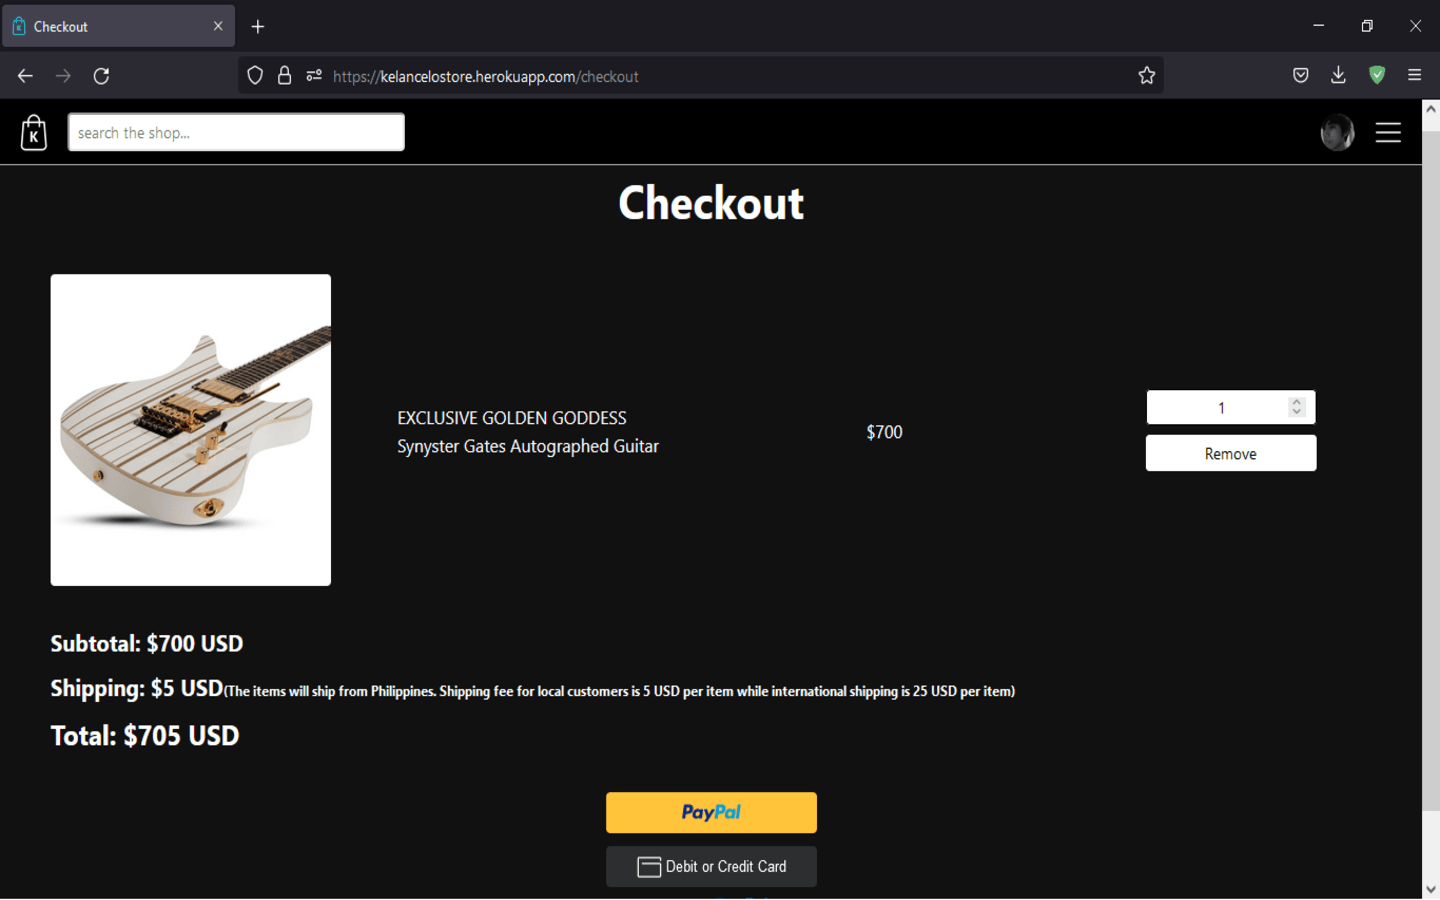 Checkout
https://kelancelostore.herokuapp.com/checkout
K
search the shop...
Checkout
EXCLUSIVE GOLDEN GODDESS
Synyster Gates Autographed Guitar
$700
1
Remove
Subtotal: $700 USD
Shipping: $5 USD(The items will ship from Philippines. Shipping fee for local customers is 5 USD per item while international shipping is 25 USD per item)
Total: $705 USD
PayPal
Debit or Credit Card